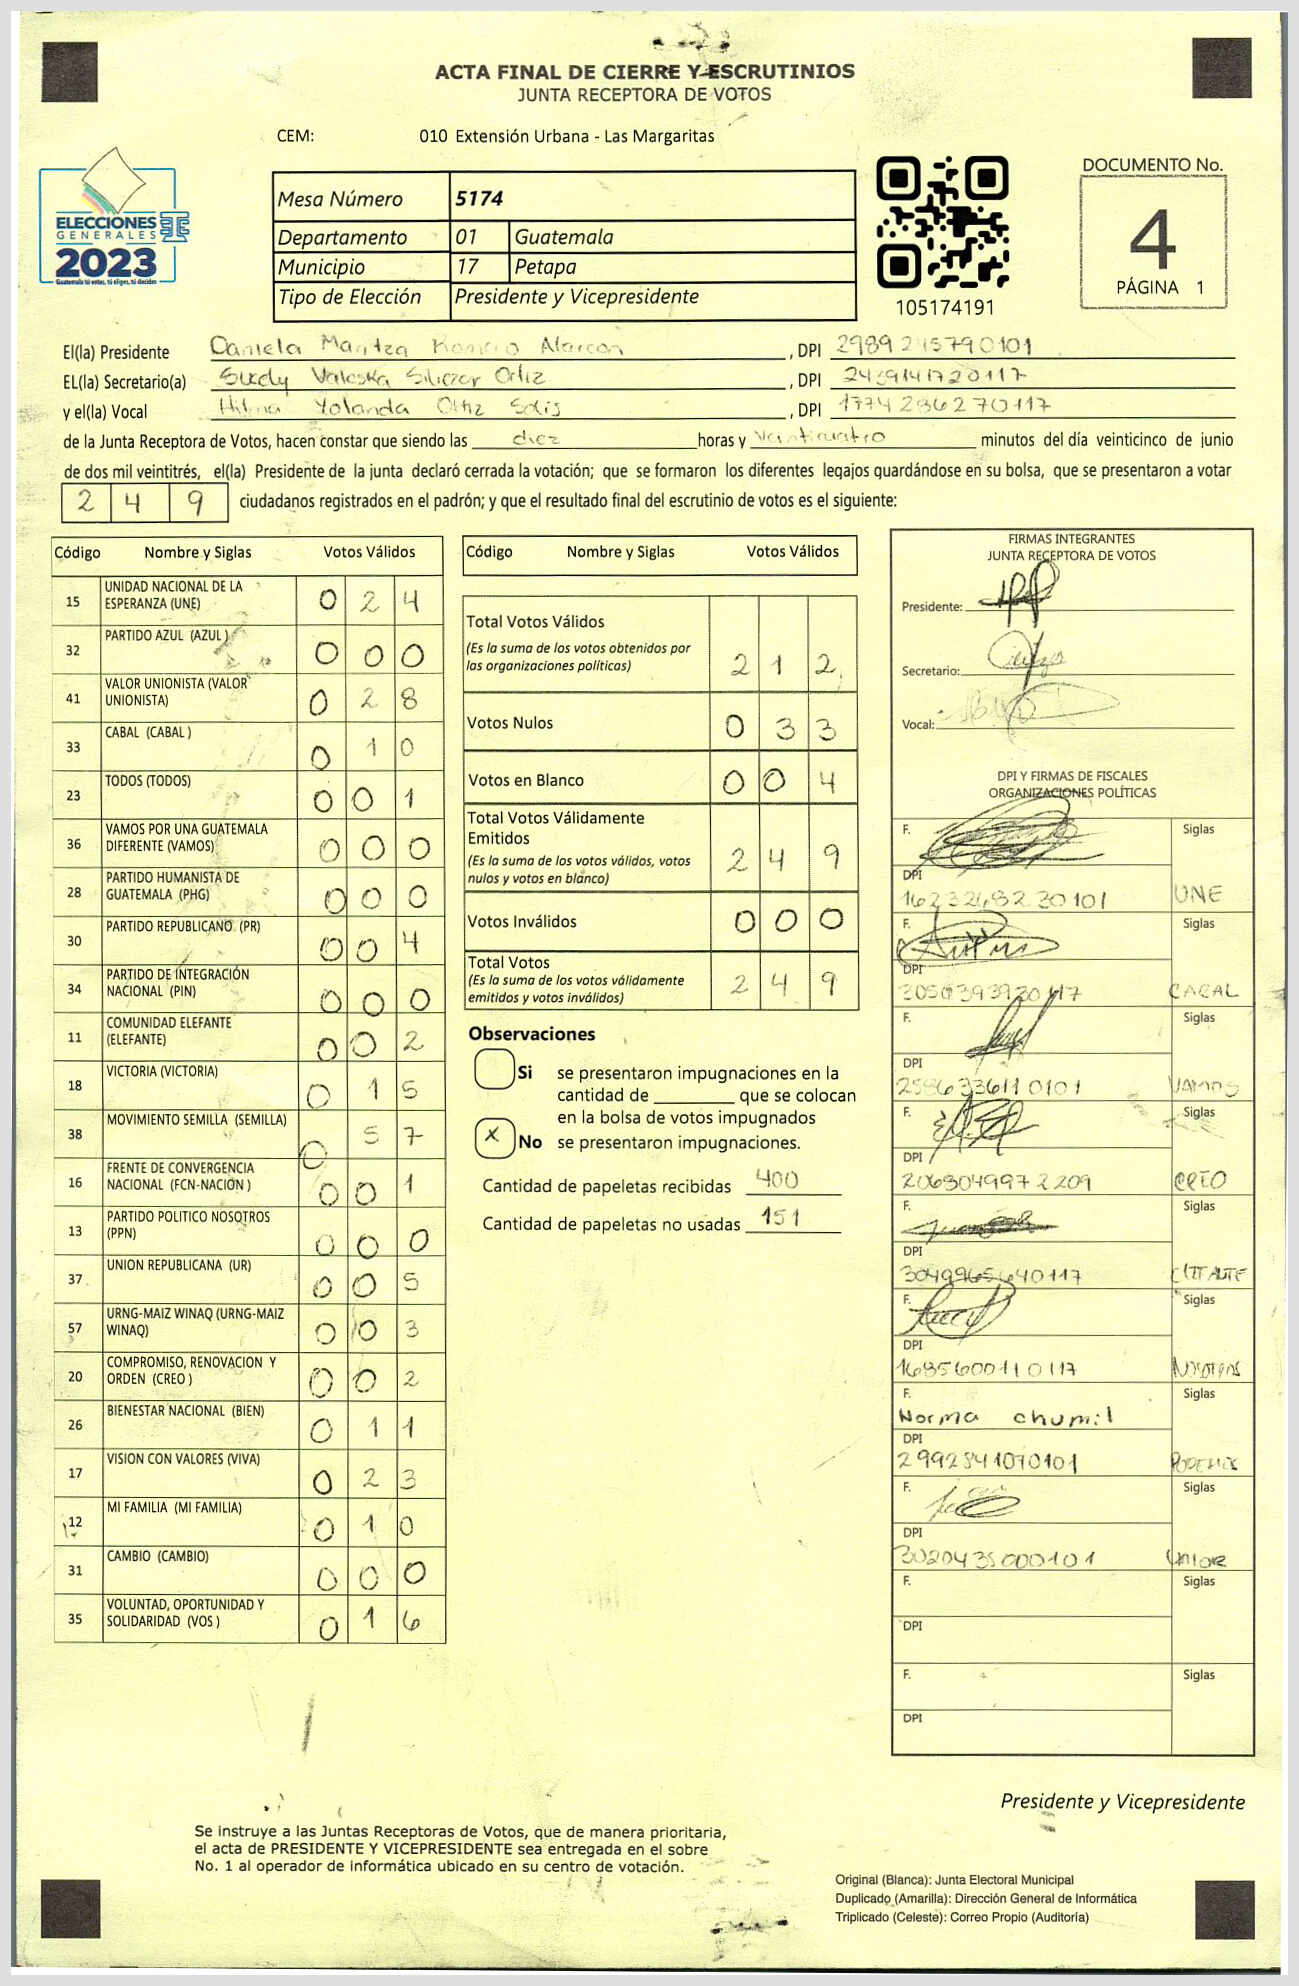 ACTA FINAL DE CIERRE Y ESCRUTINIOS
JUNTA RECEPTORA DE VOTOS
CEM: 010 Extensión Urbana - Las Margaritas
ELECCIONES
GENERALES
2023
Guatemala tú votas, tú eliges, tú decides
Mesa Número 5174
Departamento 01 Guatemala
Municipio 17 Petapa
Tipo de Elección Presidente y Vicepresidente
105174191
DOCUMENTO No.
4
PÁGINA 1
El(la) Presidente Daniela Maritza Romero Alarcon , DPI 2989245790101
EL(la) Secretario(a) Valeska Siliezar Ortiz , DPI
y el(la) Vocal Hilma Yolanda Ortiz Solis , DPI 1774286270117
de la Junta Receptora de Votos, hacen constar que siendo las diez horas y veinticuatro minutos del día veinticinco de junio
de dos mil veintitrés, el(la) Presidente de la junta declaró cerrada la votación; que se formaron los diferentes legajos guardándose en su bolsa, que se presentaron a votar
2 4 9 ciudadanos registrados en el padrón; y que el resultado final del escrutinio de votos es el siguiente:
Código Nombre y Siglas Votos Válidos
15 UNIDAD NACIONAL DE LA ESPERANZA (UNE) 0 2 4
32 PARTIDO AZUL (AZUL) 0 0 0
41 VALOR UNIONISTA (VALOR UNIONISTA) 0 2 8
33 CABAL (CABAL) 0 1 0
23 TODOS (TODOS) 0 0 1
36 VAMOS POR UNA GUATEMALA DIFERENTE (VAMOS) 0 0 0
28 PARTIDO HUMANISTA DE GUATEMALA (PHG) 0 0 0
30 PARTIDO REPUBLICANO (PR) 0 0 4
34 PARTIDO DE INTEGRACIÓN NACIONAL (PIN) 0 0 0
11 COMUNIDAD ELEFANTE (ELEFANTE) 0 0 2
18 VICTORIA (VICTORIA) 0 1 5
38 MOVIMIENTO SEMILLA (SEMILLA) 0 5 7
16 FRENTE DE CONVERGENCIA NACIONAL (FCN-NACION) 0 0 1
13 PARTIDO POLITICO NOSOTROS (PPN) 0 0 0
37 UNION REPUBLICANA (UR) 0 0 5
57 URNG-MAIZ WINAQ (URNG-MAIZ WINAQ) 0 0 3
20 COMPROMISO, RENOVACION Y ORDEN (CREO) 0 0 2
26 BIENESTAR NACIONAL (BIEN) 0 1 1
17 VISION CON VALORES (VIVA) 0 2 3
12 MI FAMILIA (MI FAMILIA) 0 1 0
31 CAMBIO (CAMBIO) 0 0 0
35 VOLUNTAD, OPORTUNIDAD Y SOLIDARIDAD (VOS) 0 1 6
Código Nombre y Siglas Votos Válidos
Total Votos Válidos
(Es la suma de los votos obtenidos por
las organizaciones políticas) 2 1 2
Votos Nulos 0 3 3
Votos en Blanco 0 0 4
Total Votos Válidamente
Emitidos
(Es la suma de los votos válidos, votos
nulos y votos en blanco) 2 4 9
Votos Inválidos 0 0 0
Total Votos
(Es la suma de los votos válidamente
emitidos y votos inválidos) 2 4 9
Observaciones
Si se presentaron impugnaciones en la
cantidad de ________ que se colocan
en la bolsa de votos impugnados
X No se presentaron impugnaciones.
Cantidad de papeletas recibidas 400
Cantidad de papeletas no usadas 151
FIRMAS INTEGRANTES
JUNTA RECEPTORA DE VOTOS
Presidente:
Secretario:
Vocal:
DPI Y FIRMAS DE FISCALES
ORGANIZACIONES POLÍTICAS
F. Siglas
DPI
UNE
F. Siglas
DPI
CABAL
F. Siglas
DPI
2586336110101 VAMOS
F. Siglas
DPI
2063049972209 CREO
F. Siglas
DPI
F. Siglas
DPI
1685600110117 NOSOTROS
F. Norma chumil Siglas
DPI
2992841070101 PODEMOS
F. Siglas
DPI
3020435000101 VALOR
F. Siglas
DPI
F. Siglas
DPI
Presidente y Vicepresidente
Se instruye a las Juntas Receptoras de Votos, que de manera prioritaria,
el acta de PRESIDENTE Y VICEPRESIDENTE sea entregada en el sobre
No. 1 al operador de informática ubicado en su centro de votación.
Original (Blanca): Junta Electoral Municipal
Duplicado (Amarilla): Dirección General de Informática
Triplicado (Celeste): Correo Propio (Auditoría)